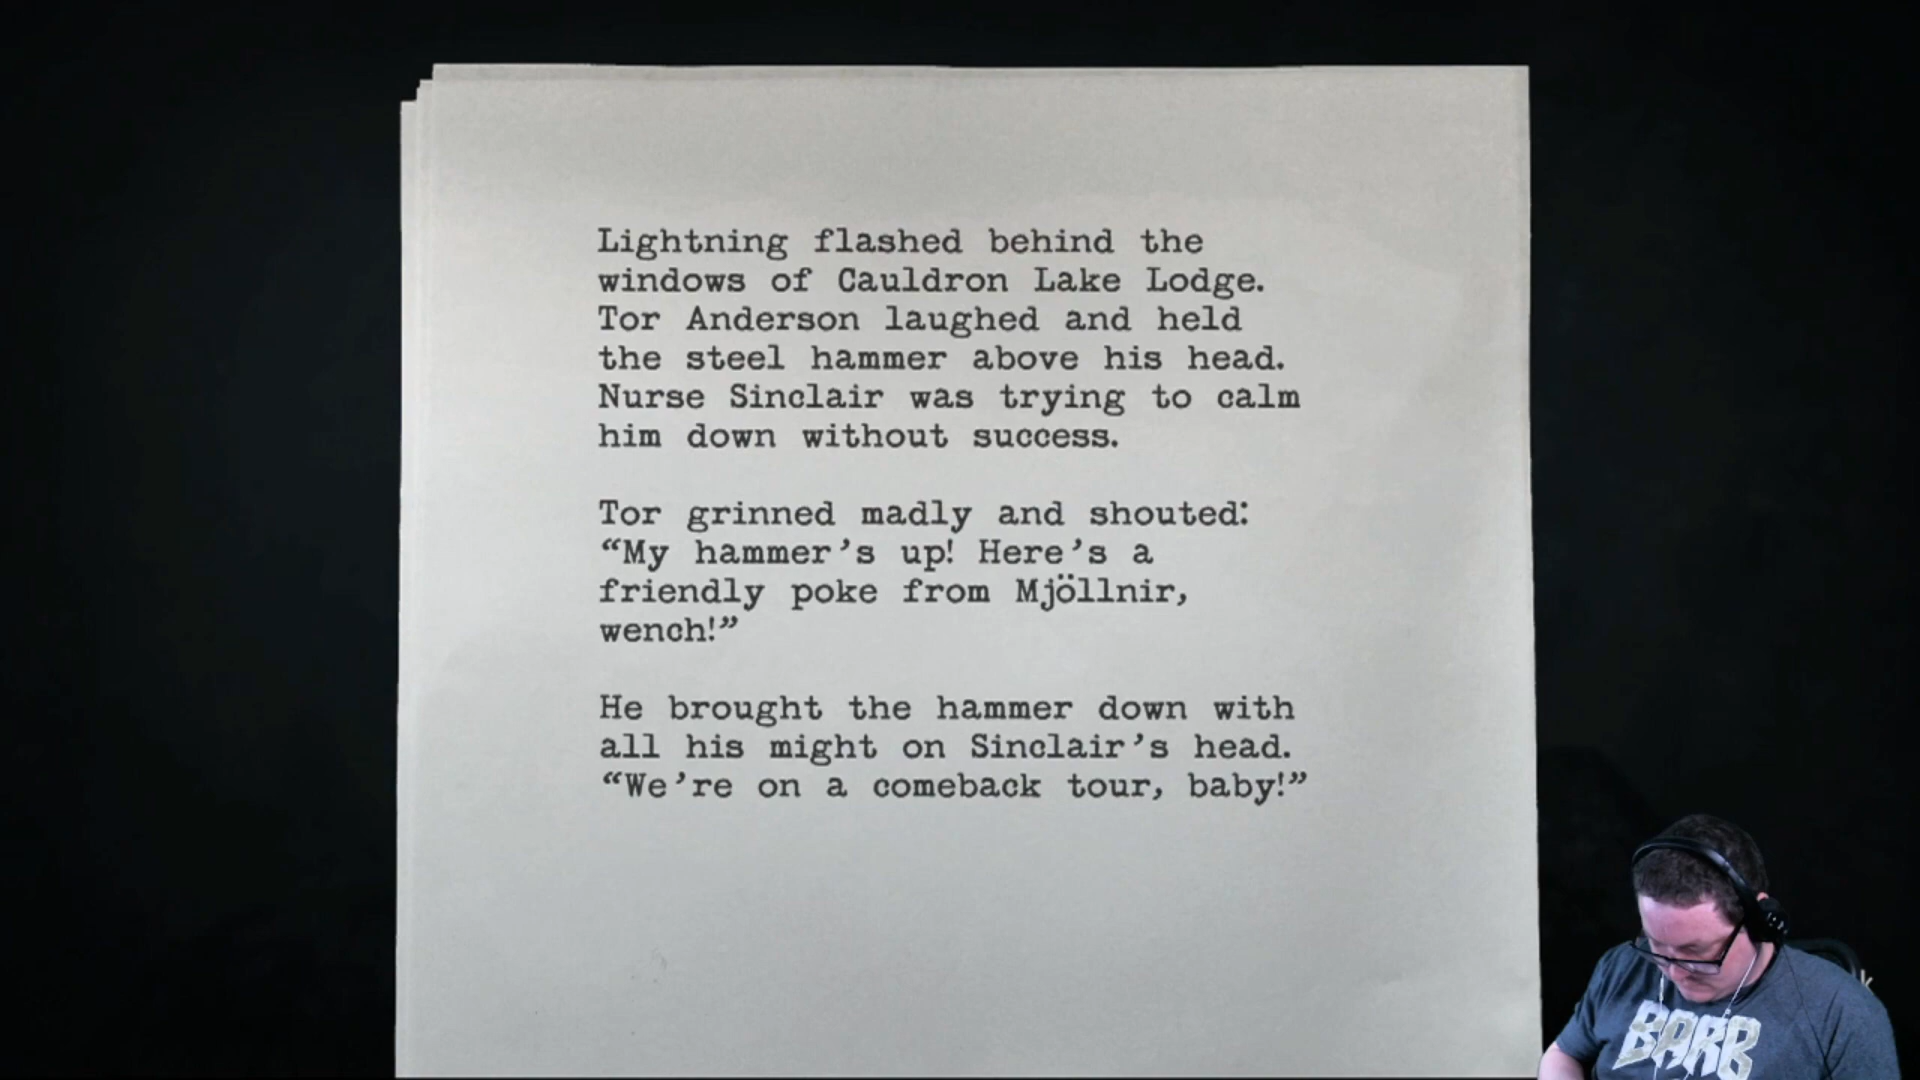 Lightning flashed behind the
windows of Cauldron Lake Lodge.
Tor Anderson laughed and held
the steel hammer above his head.
Nurse Sinclair was trying to calm
him down without success.
Tor grinned madly and shouted:
“My hammer’s up! Here’s a
friendly poke from Mjöllnir,
wench!”
He brought the hammer down with
all his might on Sinclair’s head.
“We’re on a comeback tour, baby!”
BARB